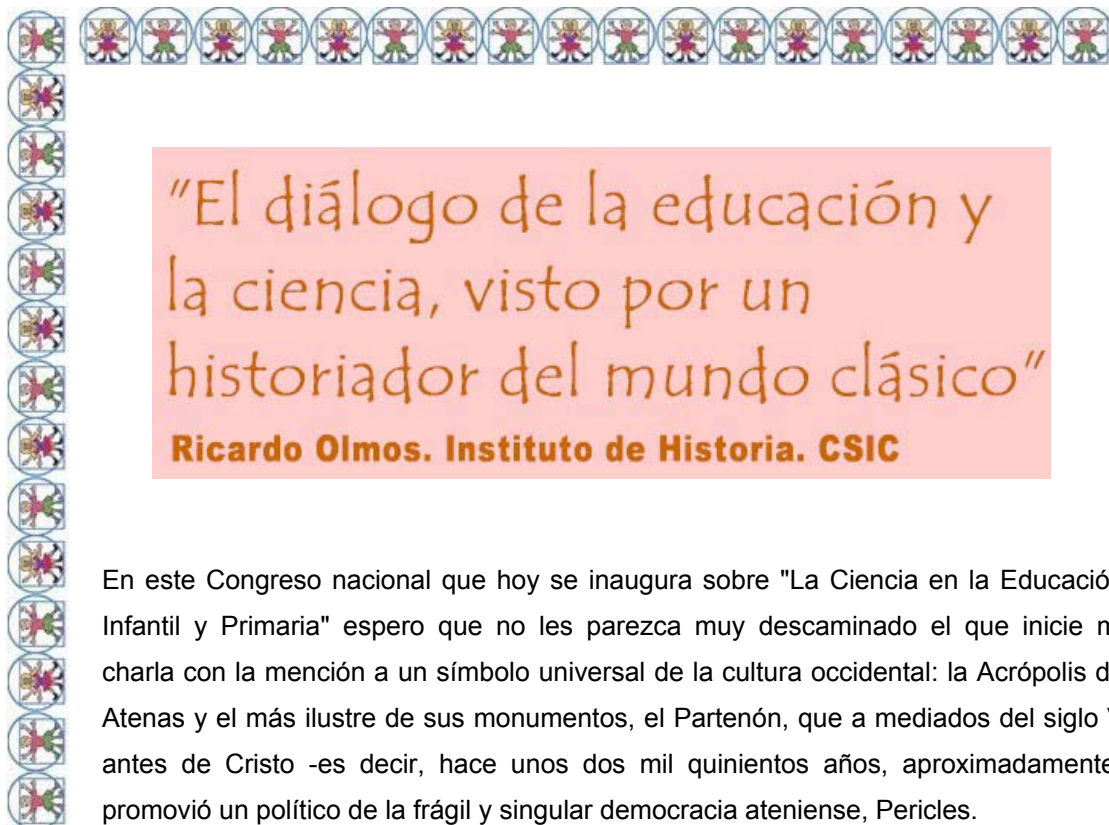 "El diálogo de la educación y
la ciencia, visto por un
historiador del mundo clásico"
Ricardo Olmos. Instituto de Historia. CSIC
En este Congreso nacional que hoy se inaugura sobre "La Ciencia en la Educació
Infantil y Primaria" espero que no les parezca muy descaminado el que inicie m
charla con la mención a un símbolo universal de la cultura occidental: la Acrópolis d
Atenas y el más ilustre de sus monumentos, el Partenón, que a mediados del siglo V
antes de Cristo -es decir, hace unos dos mil quinientos años, aproximadamente
promovió un político de la frágil y singular democracia ateniense, Pericles.